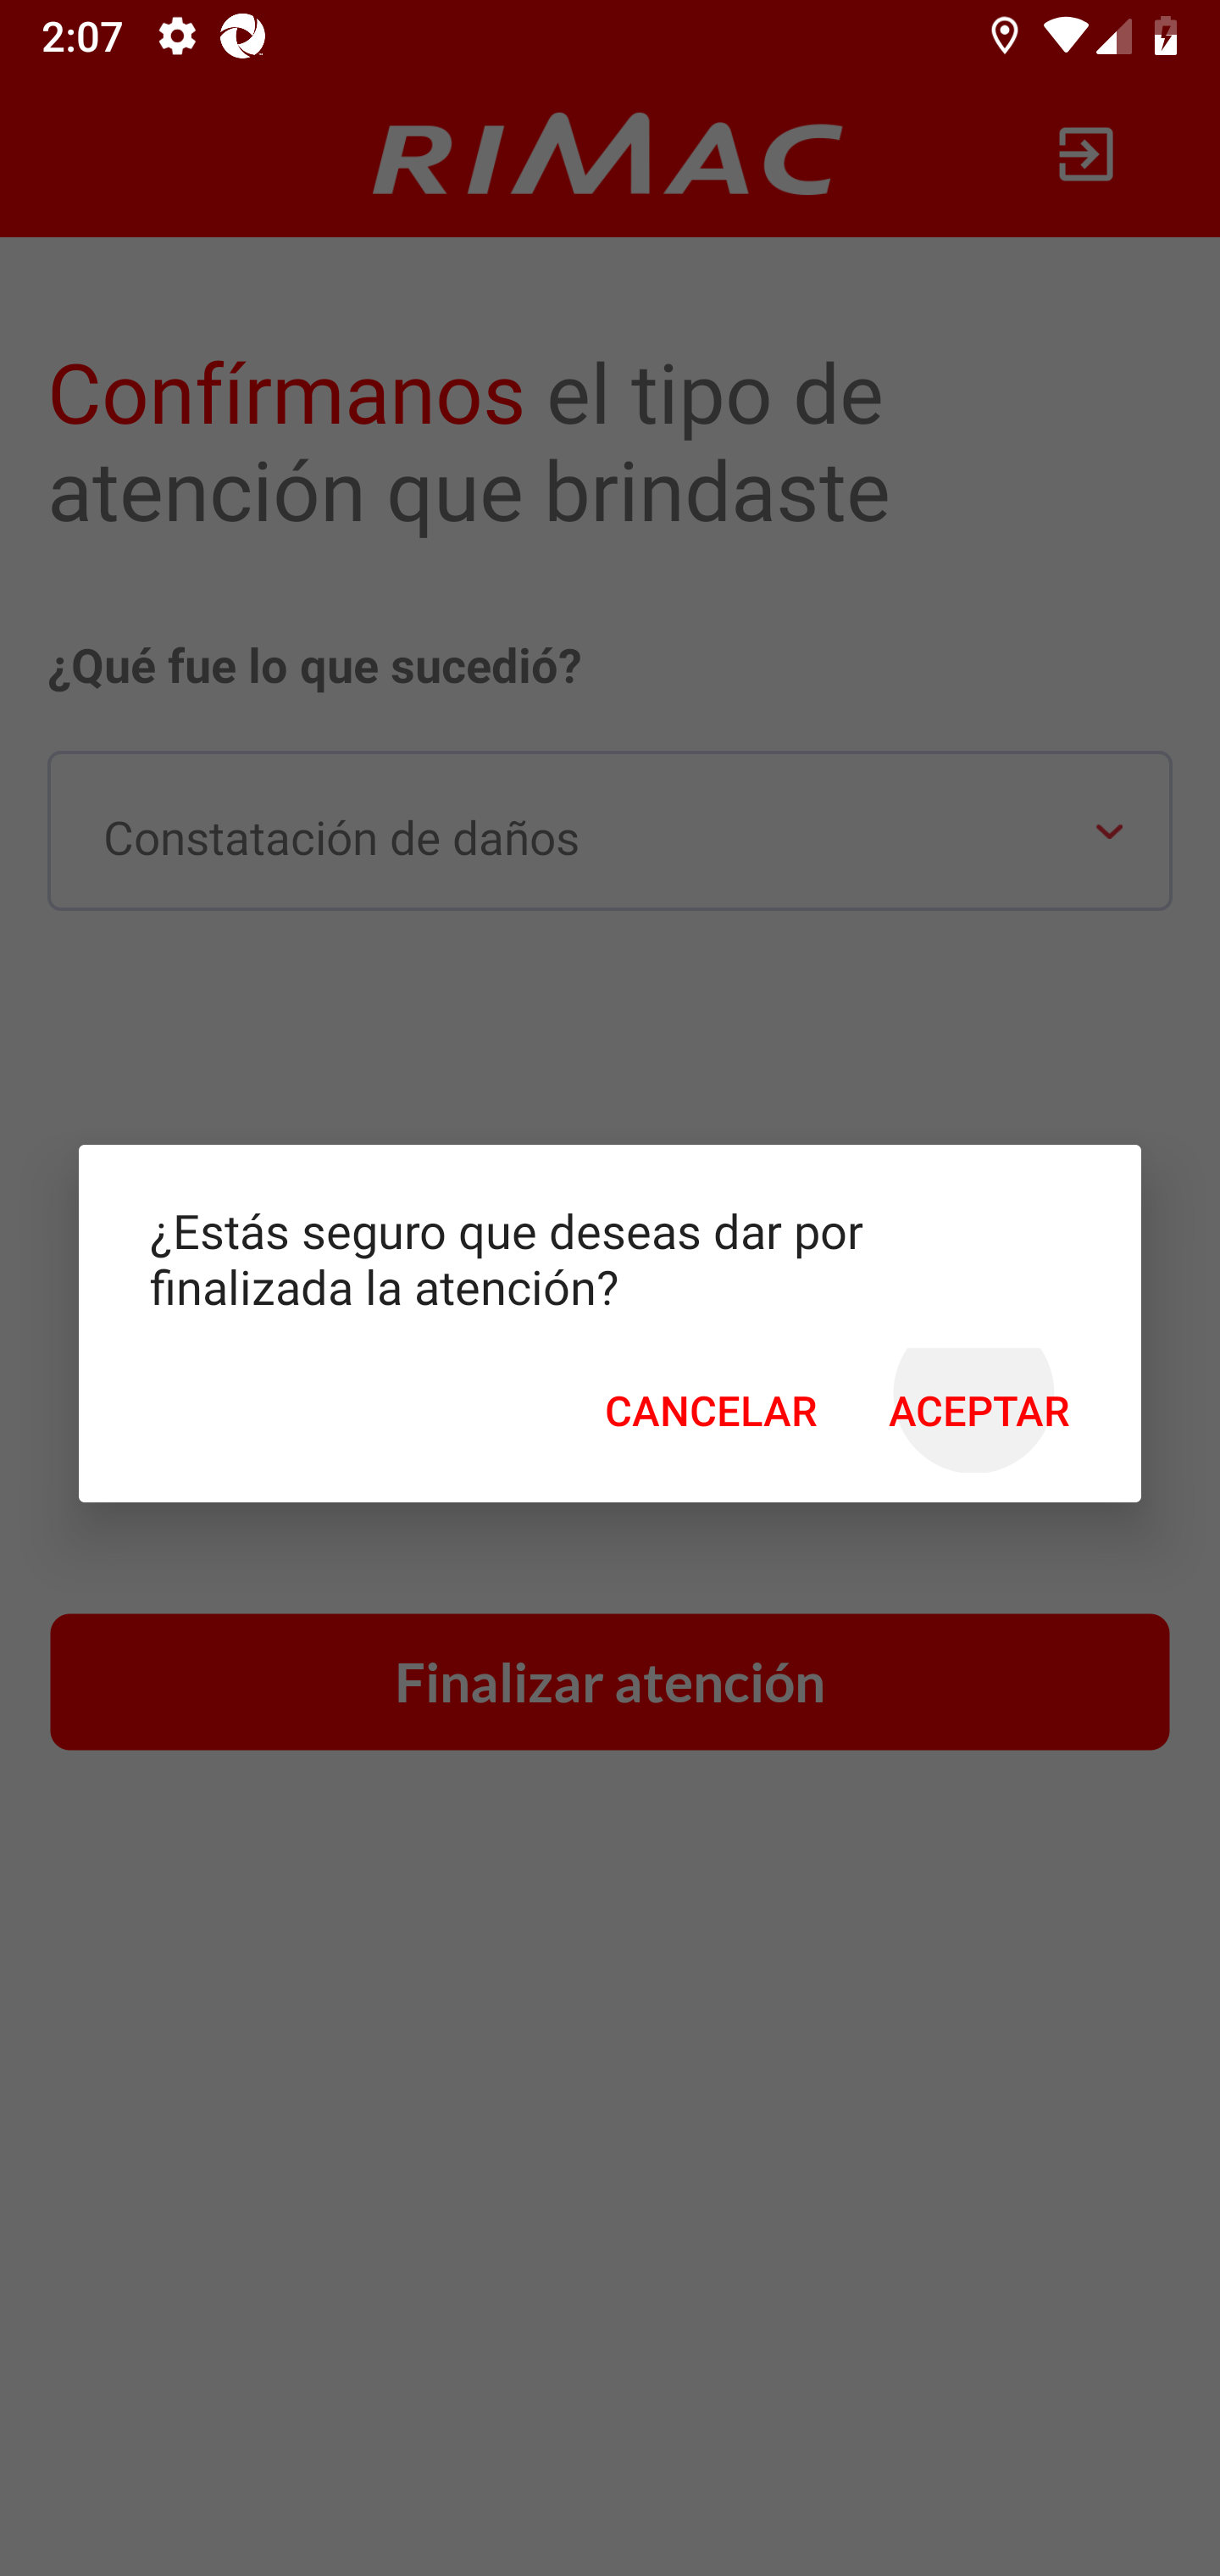 2:07
RIMAC
Confírmanos el tipo de
atención que brindaste
¿Qué fue lo que sucedió?
Constatación de daños
¿Estás seguro que deseas dar por
finalizada la atención?
CANCELAR ACEPTAR
Finalizar atención